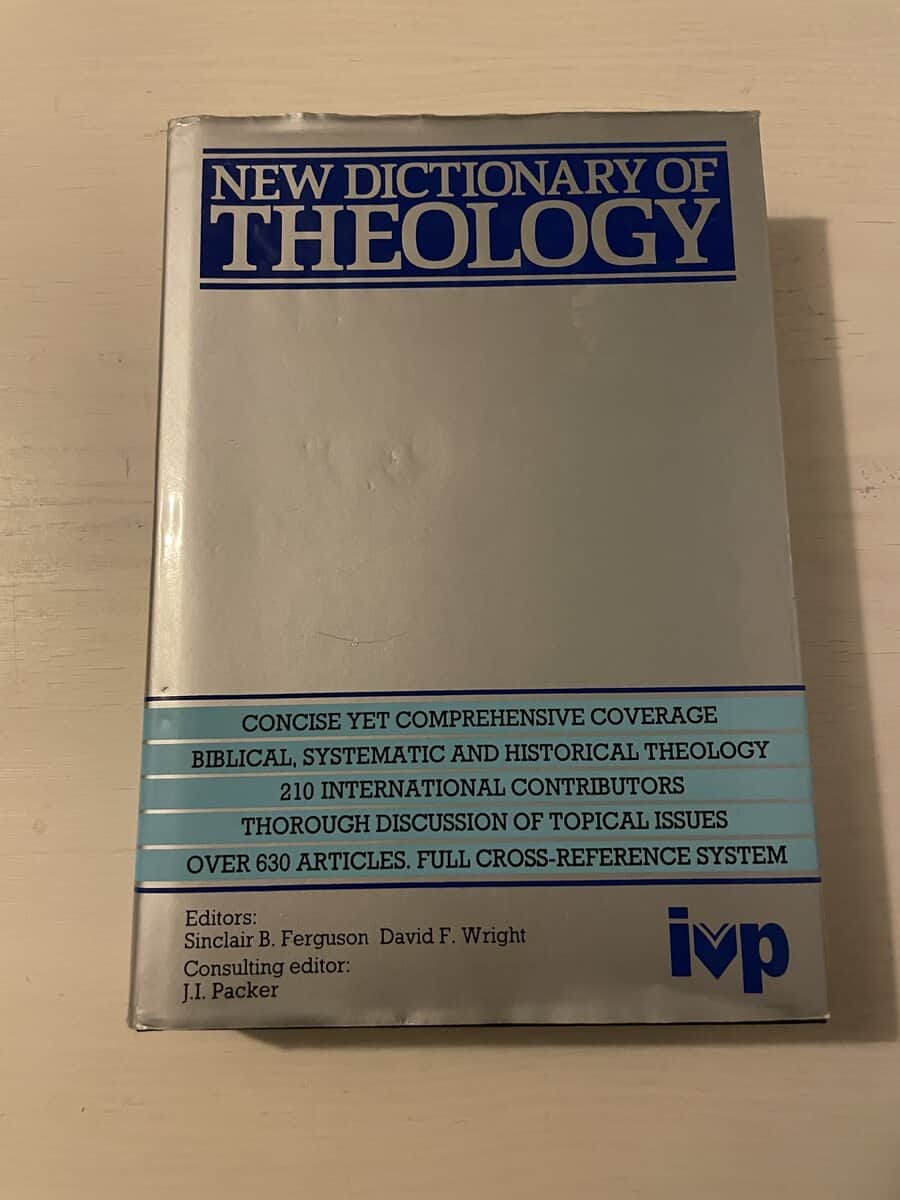 NEW DICTIONARY OF
THEOLOGY
CONCISE YET COMPREHENSIVE COVERAGE
BIBLICAL, SYSTEMATIC AND HISTORICAL THEOLOGY
210 INTERNATIONAL CONTRIBUTORS
THOROUGH DISCUSSION OF TOPICAL ISSUES
OVER 630 ARTICLES. FULL CROSS-REFERENCE SYSTEM
Editors:
Sinclair B. Ferguson David F. Wright
Consulting editor:
J.I. Packer
ivp